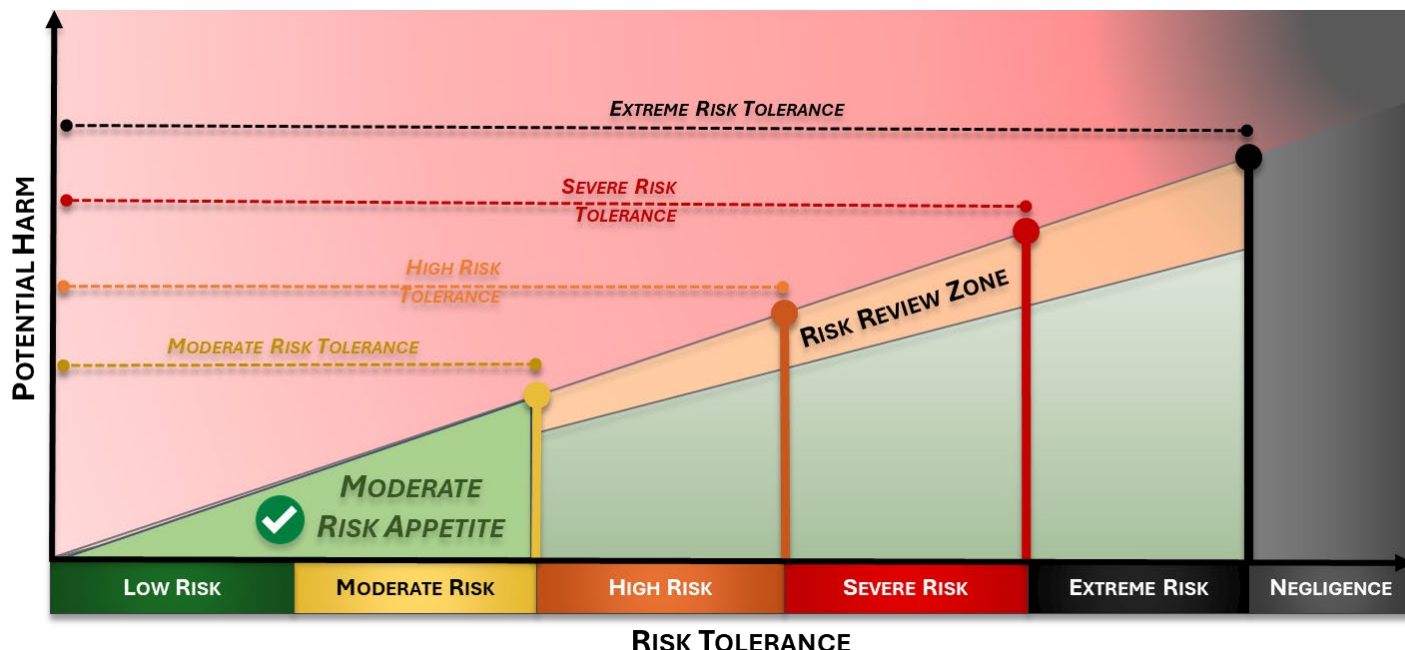 EXTREME RISK TOLERANCE
SEVERE RISK
TOLERANCE
HIGH RISK
TOLERANCE
MODERATE RISK TOLERANCE
RISK REVIEW ZONE
MODERATE
RISK APPETITE
POTENTIAL HARM
LOW RISK
MODERATE RISK
HIGH RISK
SEVERE RISK
EXTREME RISK
NEGLIGENCE
RISK TOLERANCE